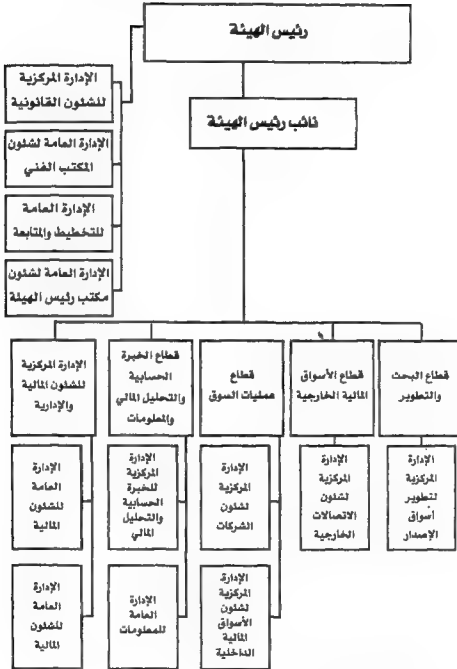 رئيس الهيئة
الإدارة المركزية
للشئون القانونية
نائب رئيس الهيئة
الإدارة العامة لشئون
المكتب الفني
الإدارة العامة
للتخطيط والمتابعة
الإدارة العامة لشئون
مكتب رئيس الهيئة
قطاع البحث
والتطوير
قطاع الأسواق
المالية الخارجية
قطاع
عمليات السوق
قطاع الخبرة
الحسابية
والتحليل المالي
والمعلومات
الإدارة المركزية
للشئون المالية
والإدارية
الإدارة
المركزية
لتطوير
أسواق
الإصدار
الإدارة
المركزية
لشئون
الاتصالات
الخارجية
الإدارة
المركزية
لشئون
الشركات
الإدارة
المركزية
للخبرة
الحسابية
والتحليل
المالي
الإدارة
العامة
للشئون
المالية
الإدارة
المركزية
لشئون
الأسواق
المالية
الداخلية
الإدارة
العامة
للمعلومات
الإدارة
العامة
للشئون
المالية